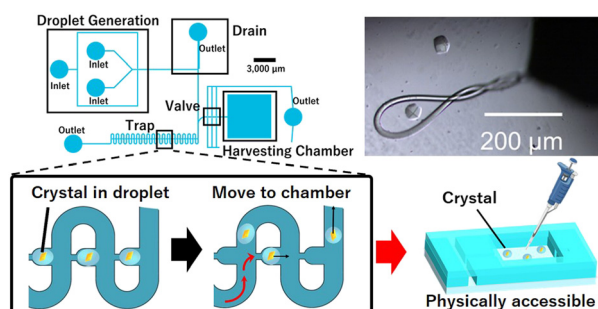 Droplet Generation
Inlet
Inlet
Inlet
Drain
Outlet
3,000 µm
Valve
Outlet
Trap
Outlet
Harvesting Chamber
200 µm
Crystal in droplet
Move to chamber
Crystal
Physically accessible